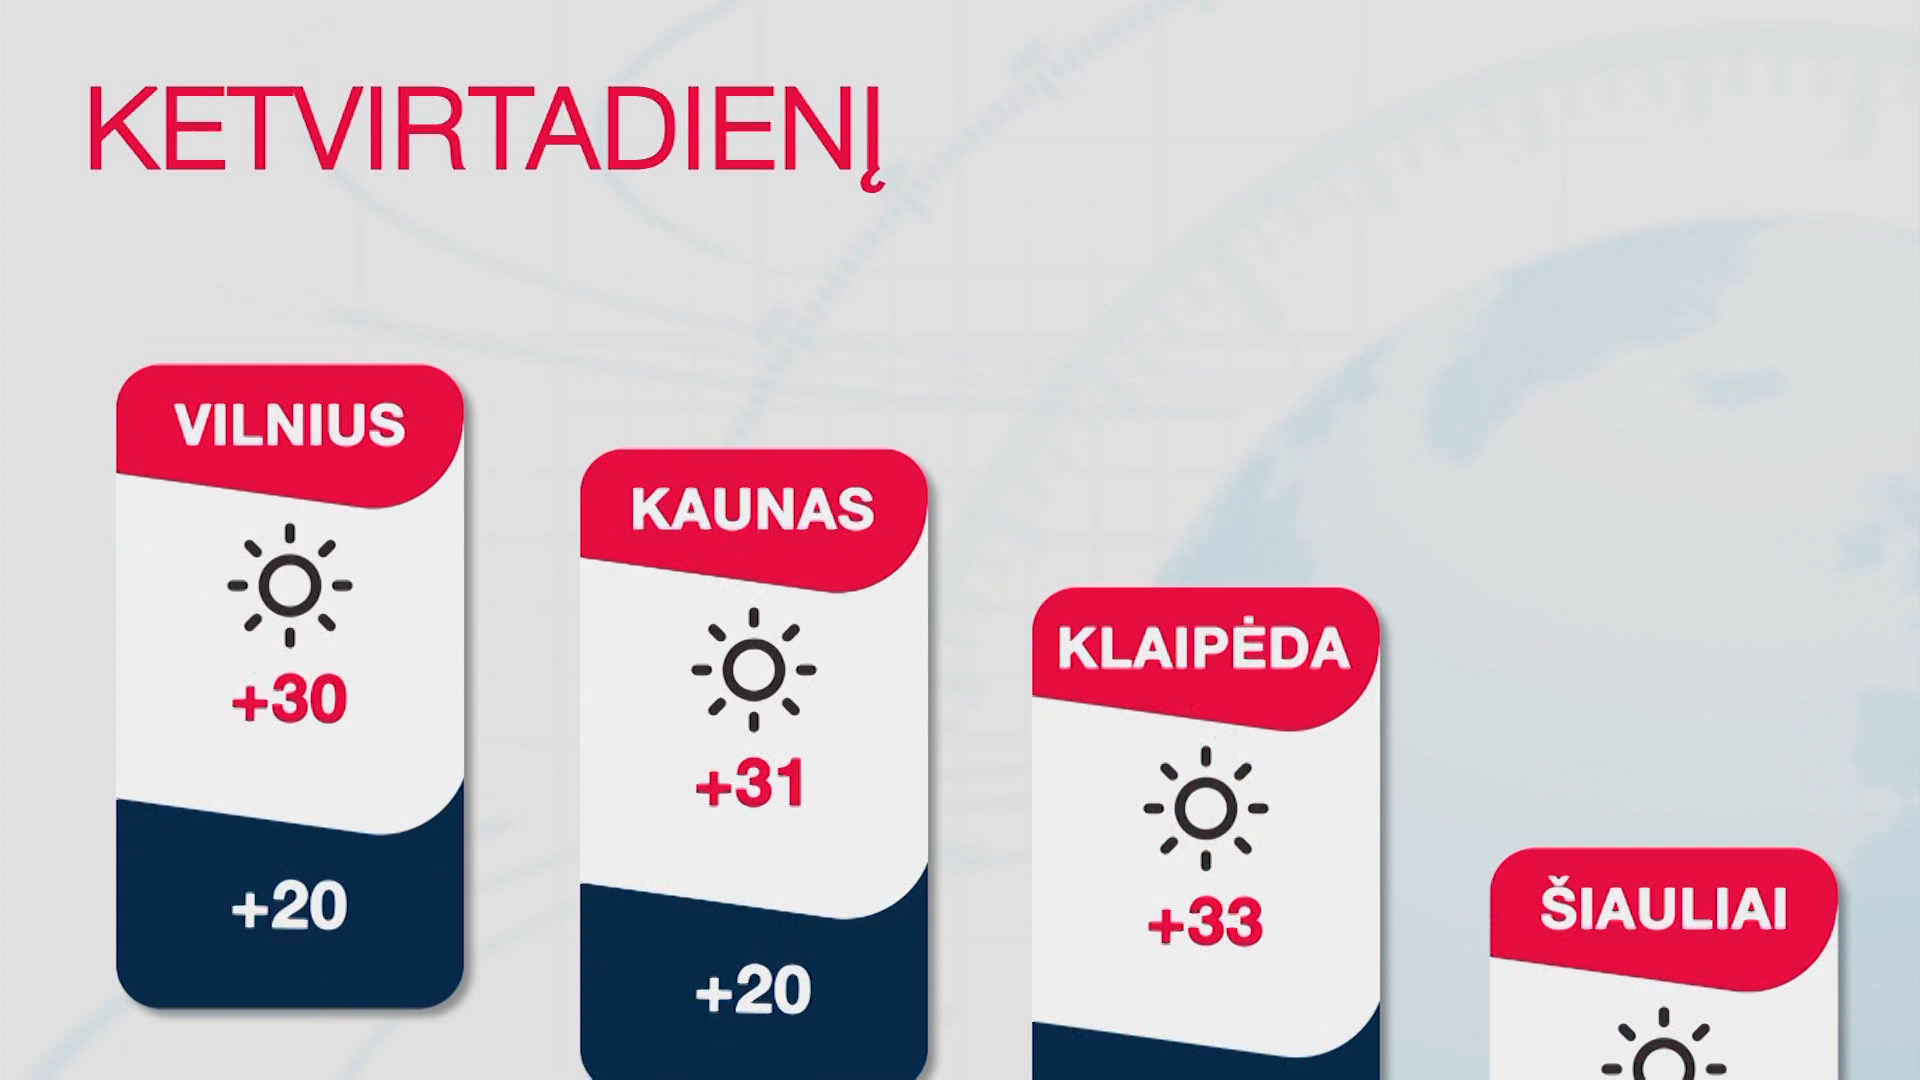 KETVIRTADIENĮ
VILNIUS
+30
+20
KAUNAS
+31
+20
KLAIPĖDA
+33
ŠIAULIAI